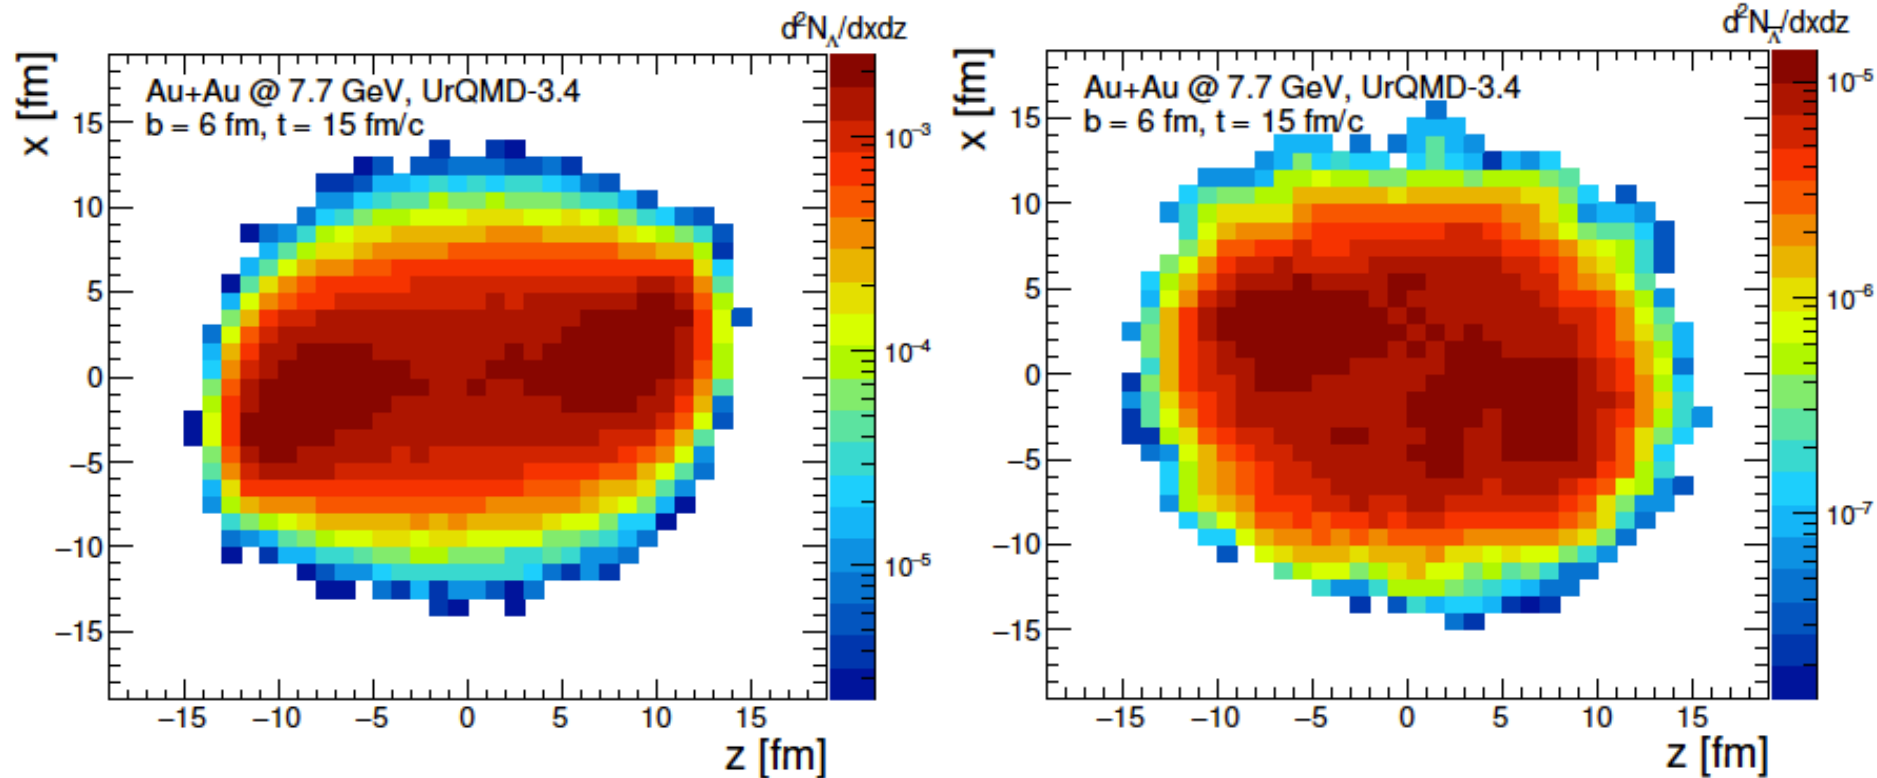 d²N_Λ/dxdz
x [fm]
Au+Au @ 7.7 GeV, UrQMD-3.4
b = 6 fm, t = 15 fm/c
15
10
5
0
−5
−10
−15
−15 −10 −5 0 5 10 15
z [fm]
10⁻³
10⁻⁴
10⁻⁵
d²N_Λ̅/dxdz
x [fm]
Au+Au @ 7.7 GeV, UrQMD-3.4
b = 6 fm, t = 15 fm/c
15
10
5
0
−5
−10
−15
−15 −10 −5 0 5 10 15
z [fm]
10⁻⁵
10⁻⁶
10⁻⁷